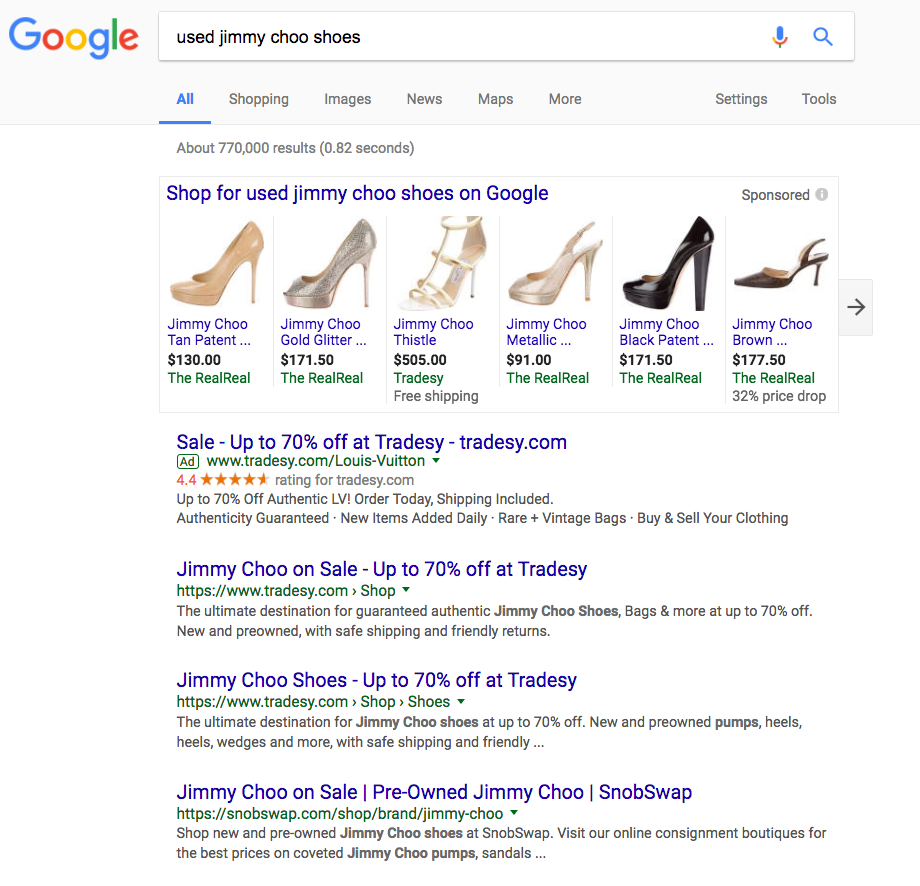 Google
used jimmy choo shoes
All Shopping Images News Maps More Settings Tools
About 770,000 results (0.82 seconds)
Shop for used jimmy choo shoes on Google Sponsored
Jimmy Choo
Tan Patent ...
$130.00
The RealReal
Jimmy Choo
Gold Glitter ...
$171.50
The RealReal
Jimmy Choo
Thistle
$505.00
Tradesy
Free shipping
Jimmy Choo
Metallic ...
$91.00
The RealReal
Jimmy Choo
Black Patent ...
$171.50
The RealReal
Jimmy Choo
Brown ...
$177.50
The RealReal
32% price drop
Sale - Up to 70% off at Tradesy - tradesy.com
Ad www.tradesy.com/Louis-Vuitton
4.4 ★★★★★ rating for tradesy.com
Up to 70% Off Authentic LV! Order Today, Shipping Included.
Authenticity Guaranteed · New Items Added Daily · Rare + Vintage Bags · Buy & Sell Your Clothing
Jimmy Choo on Sale - Up to 70% off at Tradesy
https://www.tradesy.com › Shop
The ultimate destination for guaranteed authentic Jimmy Choo Shoes, Bags & more at up to 70% off.
New and preowned, with safe shipping and friendly returns.
Jimmy Choo Shoes - Up to 70% off at Tradesy
https://www.tradesy.com › Shop › Shoes
The ultimate destination for Jimmy Choo shoes at up to 70% off. New and preowned pumps, heels,
heels, wedges and more, with safe shipping and friendly ...
Jimmy Choo on Sale | Pre-Owned Jimmy Choo | SnobSwap
https://snobswap.com/shop/brand/jimmy-choo
Shop new and pre-owned Jimmy Choo shoes at SnobSwap. Visit our online consignment boutiques for
the best prices on coveted Jimmy Choo pumps, sandals ...